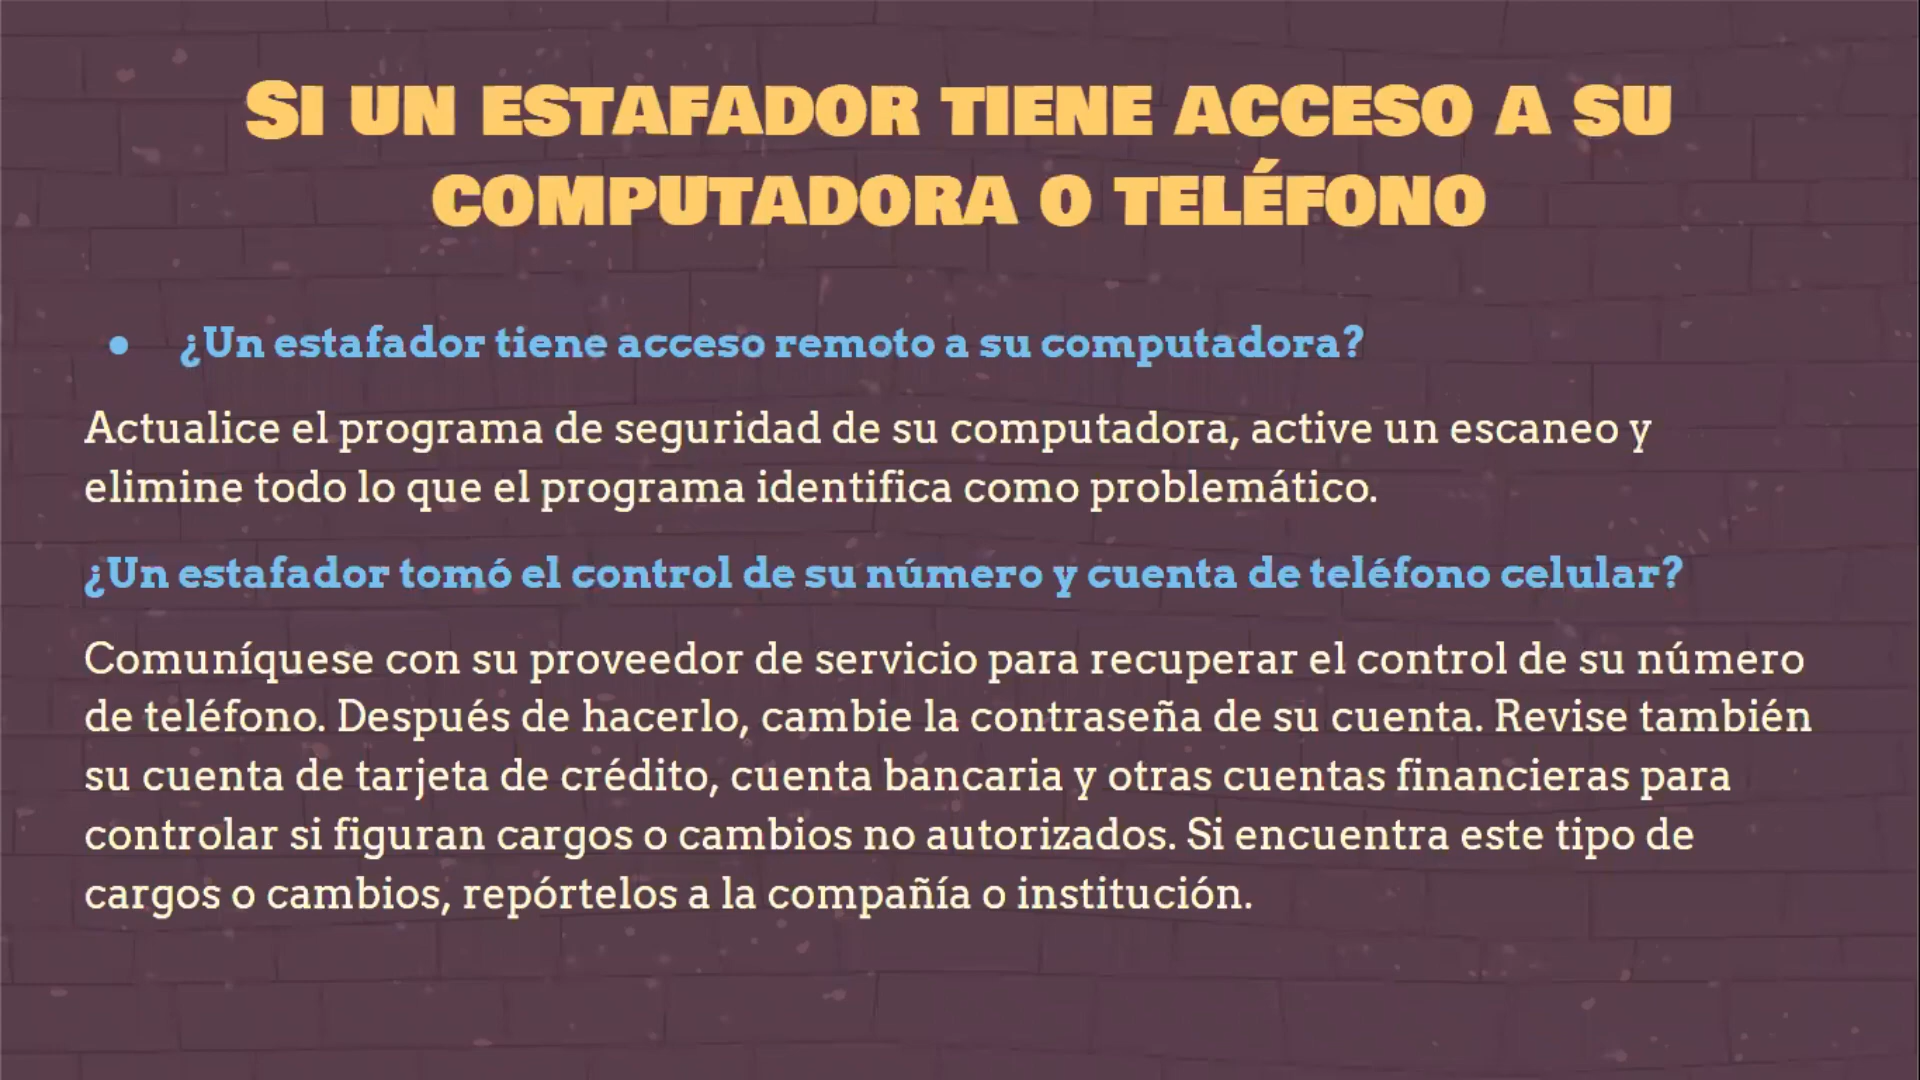 Si un estafador tiene acceso a su
computadora o teléfono
● ¿Un estafador tiene acceso remoto a su computadora?
Actualice el programa de seguridad de su computadora, active un escaneo y
elimine todo lo que el programa identifica como problemático.
¿Un estafador tomó el control de su número y cuenta de teléfono celular?
Comuníquese con su proveedor de servicio para recuperar el control de su número
de teléfono. Después de hacerlo, cambie la contraseña de su cuenta. Revise también
su cuenta de tarjeta de crédito, cuenta bancaria y otras cuentas financieras para
controlar si figuran cargos o cambios no autorizados. Si encuentra este tipo de
cargos o cambios, repórtelos a la compañía o institución.